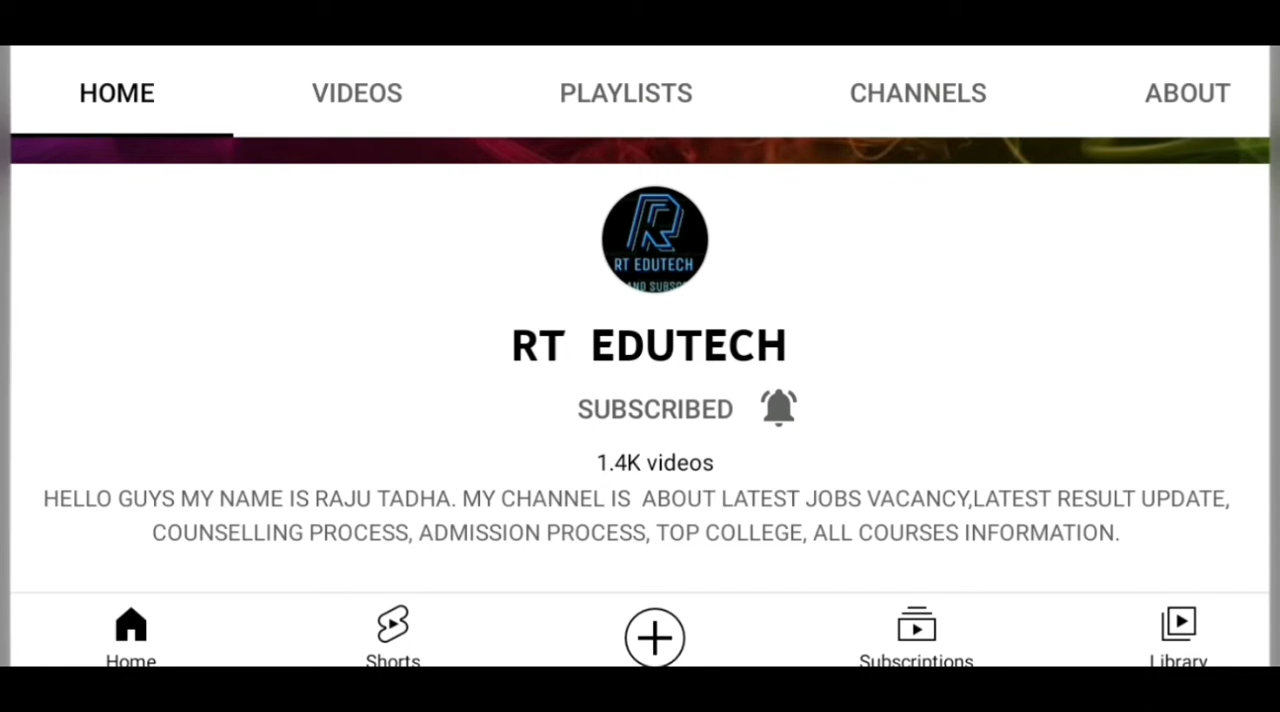 HOME VIDEOS PLAYLISTS CHANNELS ABOUT
RT EDUTECH
AND
RT EDUTECH
SUBSCRIBED
1.4K videos
HELLO GUYS MY NAME IS RAJU TADHA. MY CHANNEL IS ABOUT LATEST JOBS VACANCY,LATEST RESULT UPDATE,
COUNSELLING PROCESS, ADMISSION PROCESS, TOP COLLEGE, ALL COURSES INFORMATION.
Home Shorts Subscriptions Library